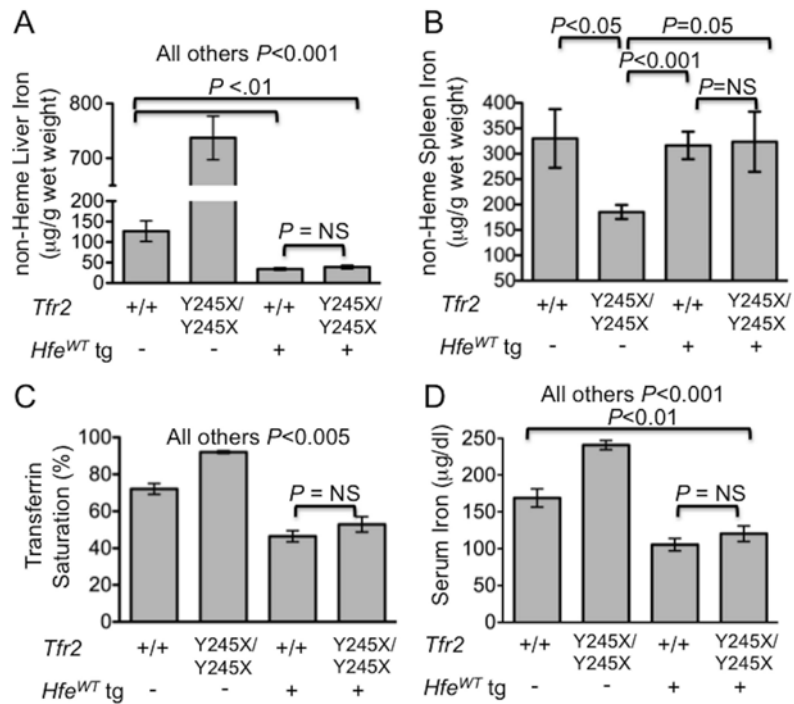 A
All others P<0.001
P <.01
non-Heme Liver Iron
(µg/g wet weight)
800
700
200
150
100
50
0
P = NS
Tfr2 +/+ Y245X/ Y245X +/+ Y245X/ Y245X
Hfe^WT tg - - + +
B
P<0.05 P=0.05
P<0.001
P=NS
non-Heme Spleen Iron
(µg/g wet weight)
400
350
300
250
200
150
100
50
+/+ Y245X/ Y245X +/+ Y245X/ Y245X
- - + +
C
All others P<0.005
P = NS
Transferrin
Saturation (%)
100
80
60
40
20
0
Tfr2 +/+ Y245X/ Y245X +/+ Y245X/ Y245X
Hfe^WT tg - - + +
D
All others P<0.001
P<0.01
P = NS
Serum Iron (µg/dl)
250
200
150
100
50
0
Tfr2 +/+ Y245X/ Y245X +/+ Y245X/ Y245X
Hfe^WT tg - - + +